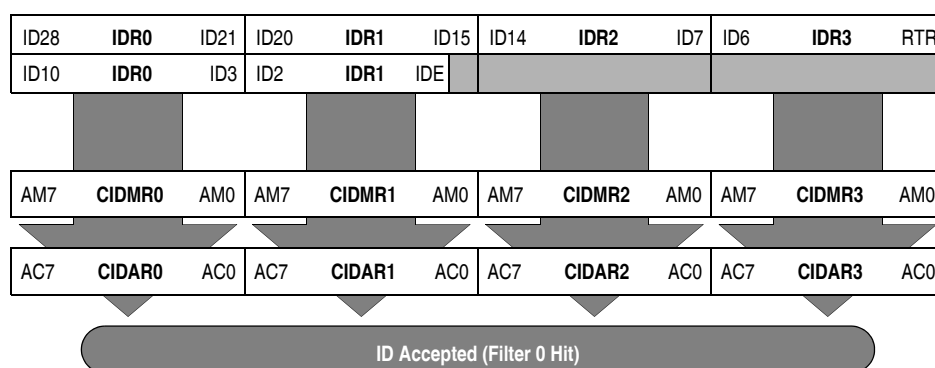 ID28 IDR0 ID21 ID20 IDR1 ID15 ID14 IDR2 ID7 ID6 IDR3 RTR
ID10 IDR0 ID3 ID2 IDR1 IDE
AM7 CIDMR0 AM0 AM7 CIDMR1 AM0 AM7 CIDMR2 AM0 AM7 CIDMR3 AM0
AC7 CIDAR0 AC0 AC7 CIDAR1 AC0 AC7 CIDAR2 AC0 AC7 CIDAR3 AC0
ID Accepted (Filter 0 Hit)